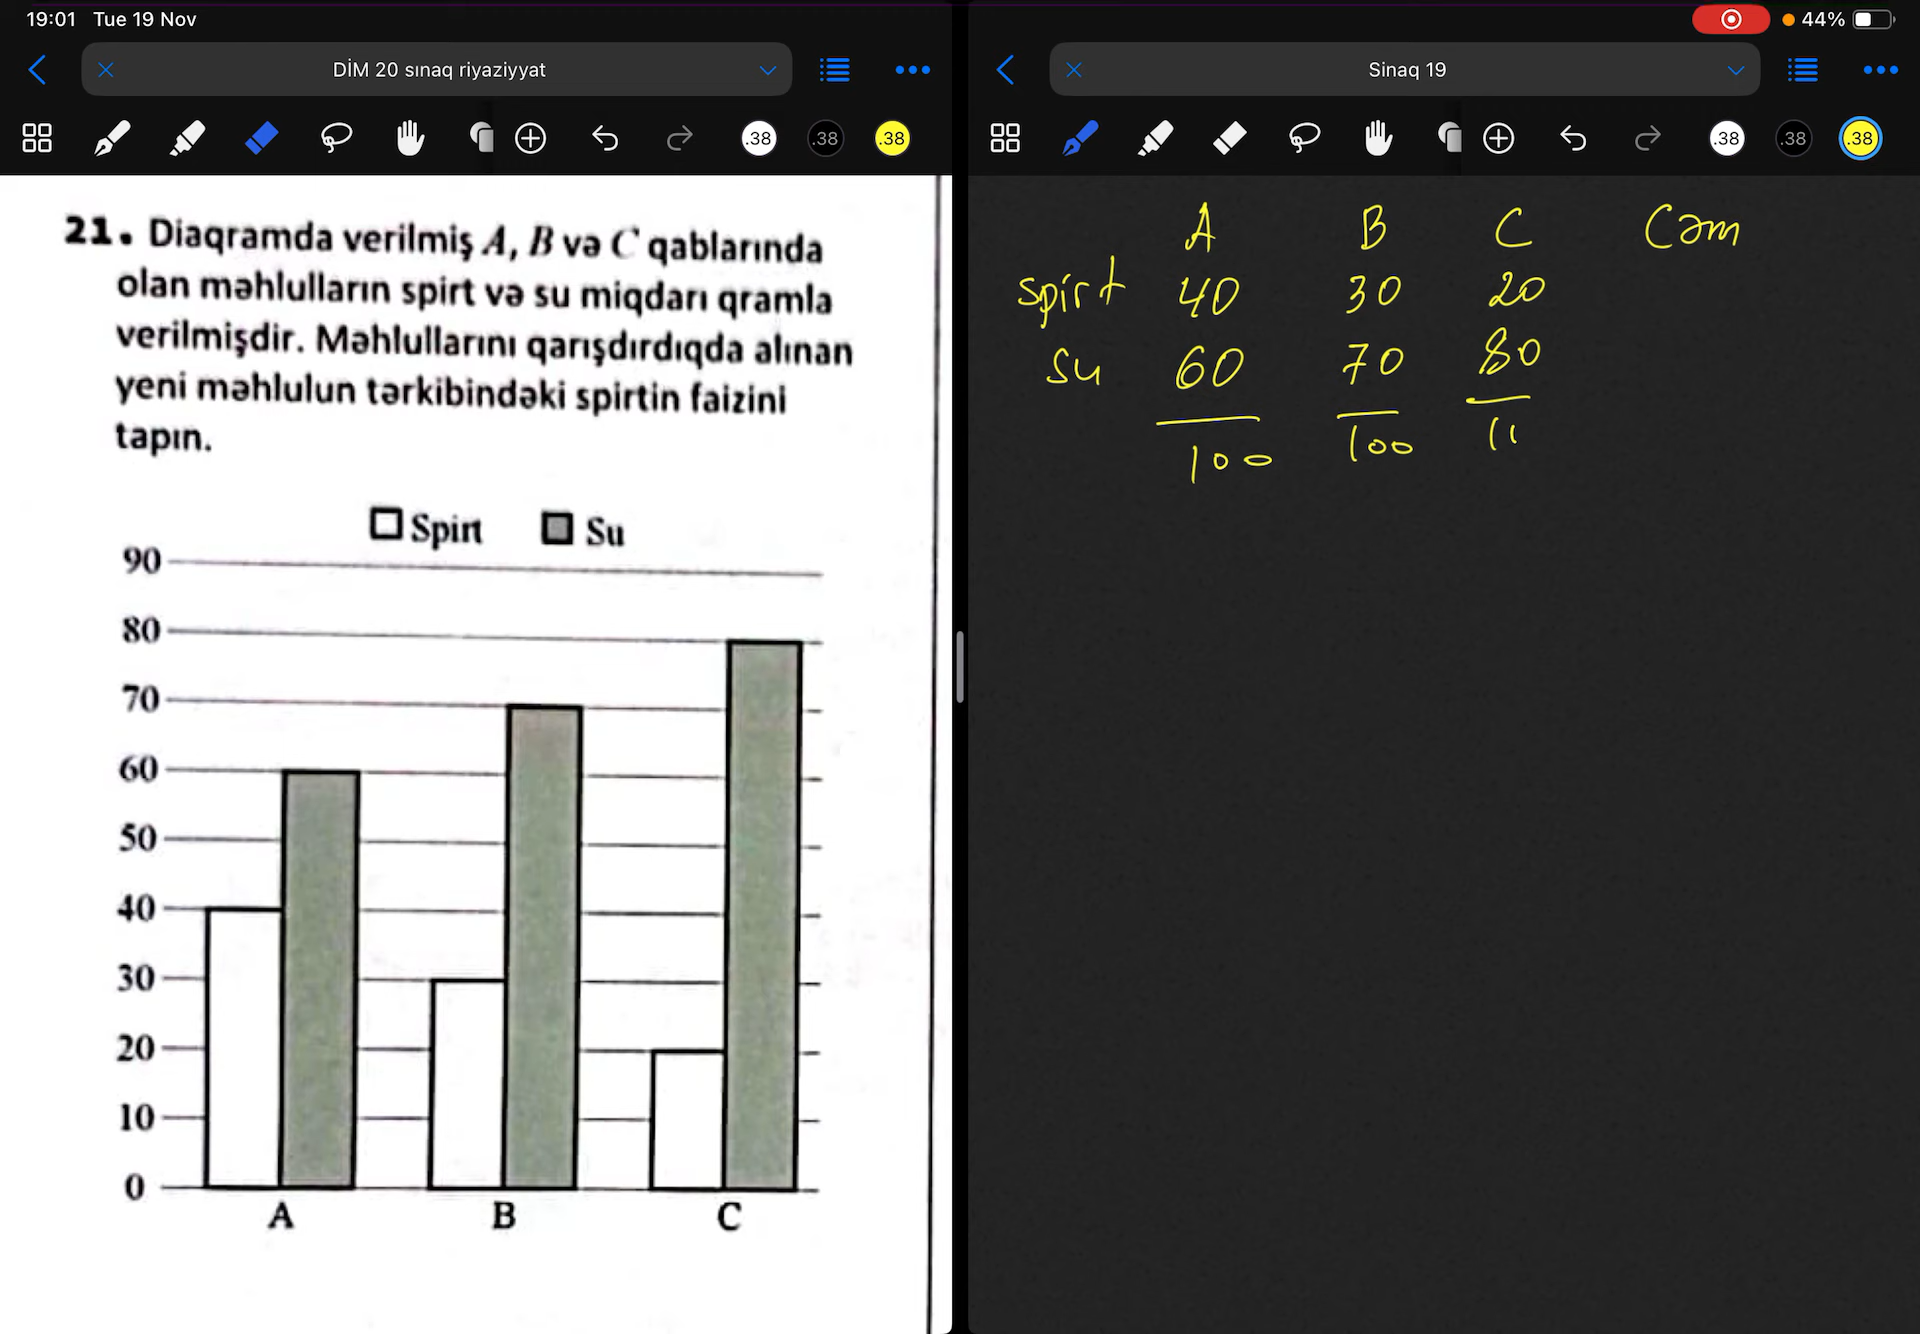 19:01 Tue 19 Nov
44%
DİM 20 sınaq riyaziyyat
Sinaq 19
.38 .38 .38
.38 .38 .38
21. Diaqramda verilmiş A, B və C qablarında
olan məhlulların spirt və su miqdarı qramla
verilmişdir. Məhlullarını qarışdırdıqda alınan
yeni məhlulun tərkibindəki spirtin faizini
tapın.
Spirt Su
90
80
70
60
50
40
30
20
10
0
A B C
A B C Cəm
spirt 40 30 20
su 60 70 80
100 100